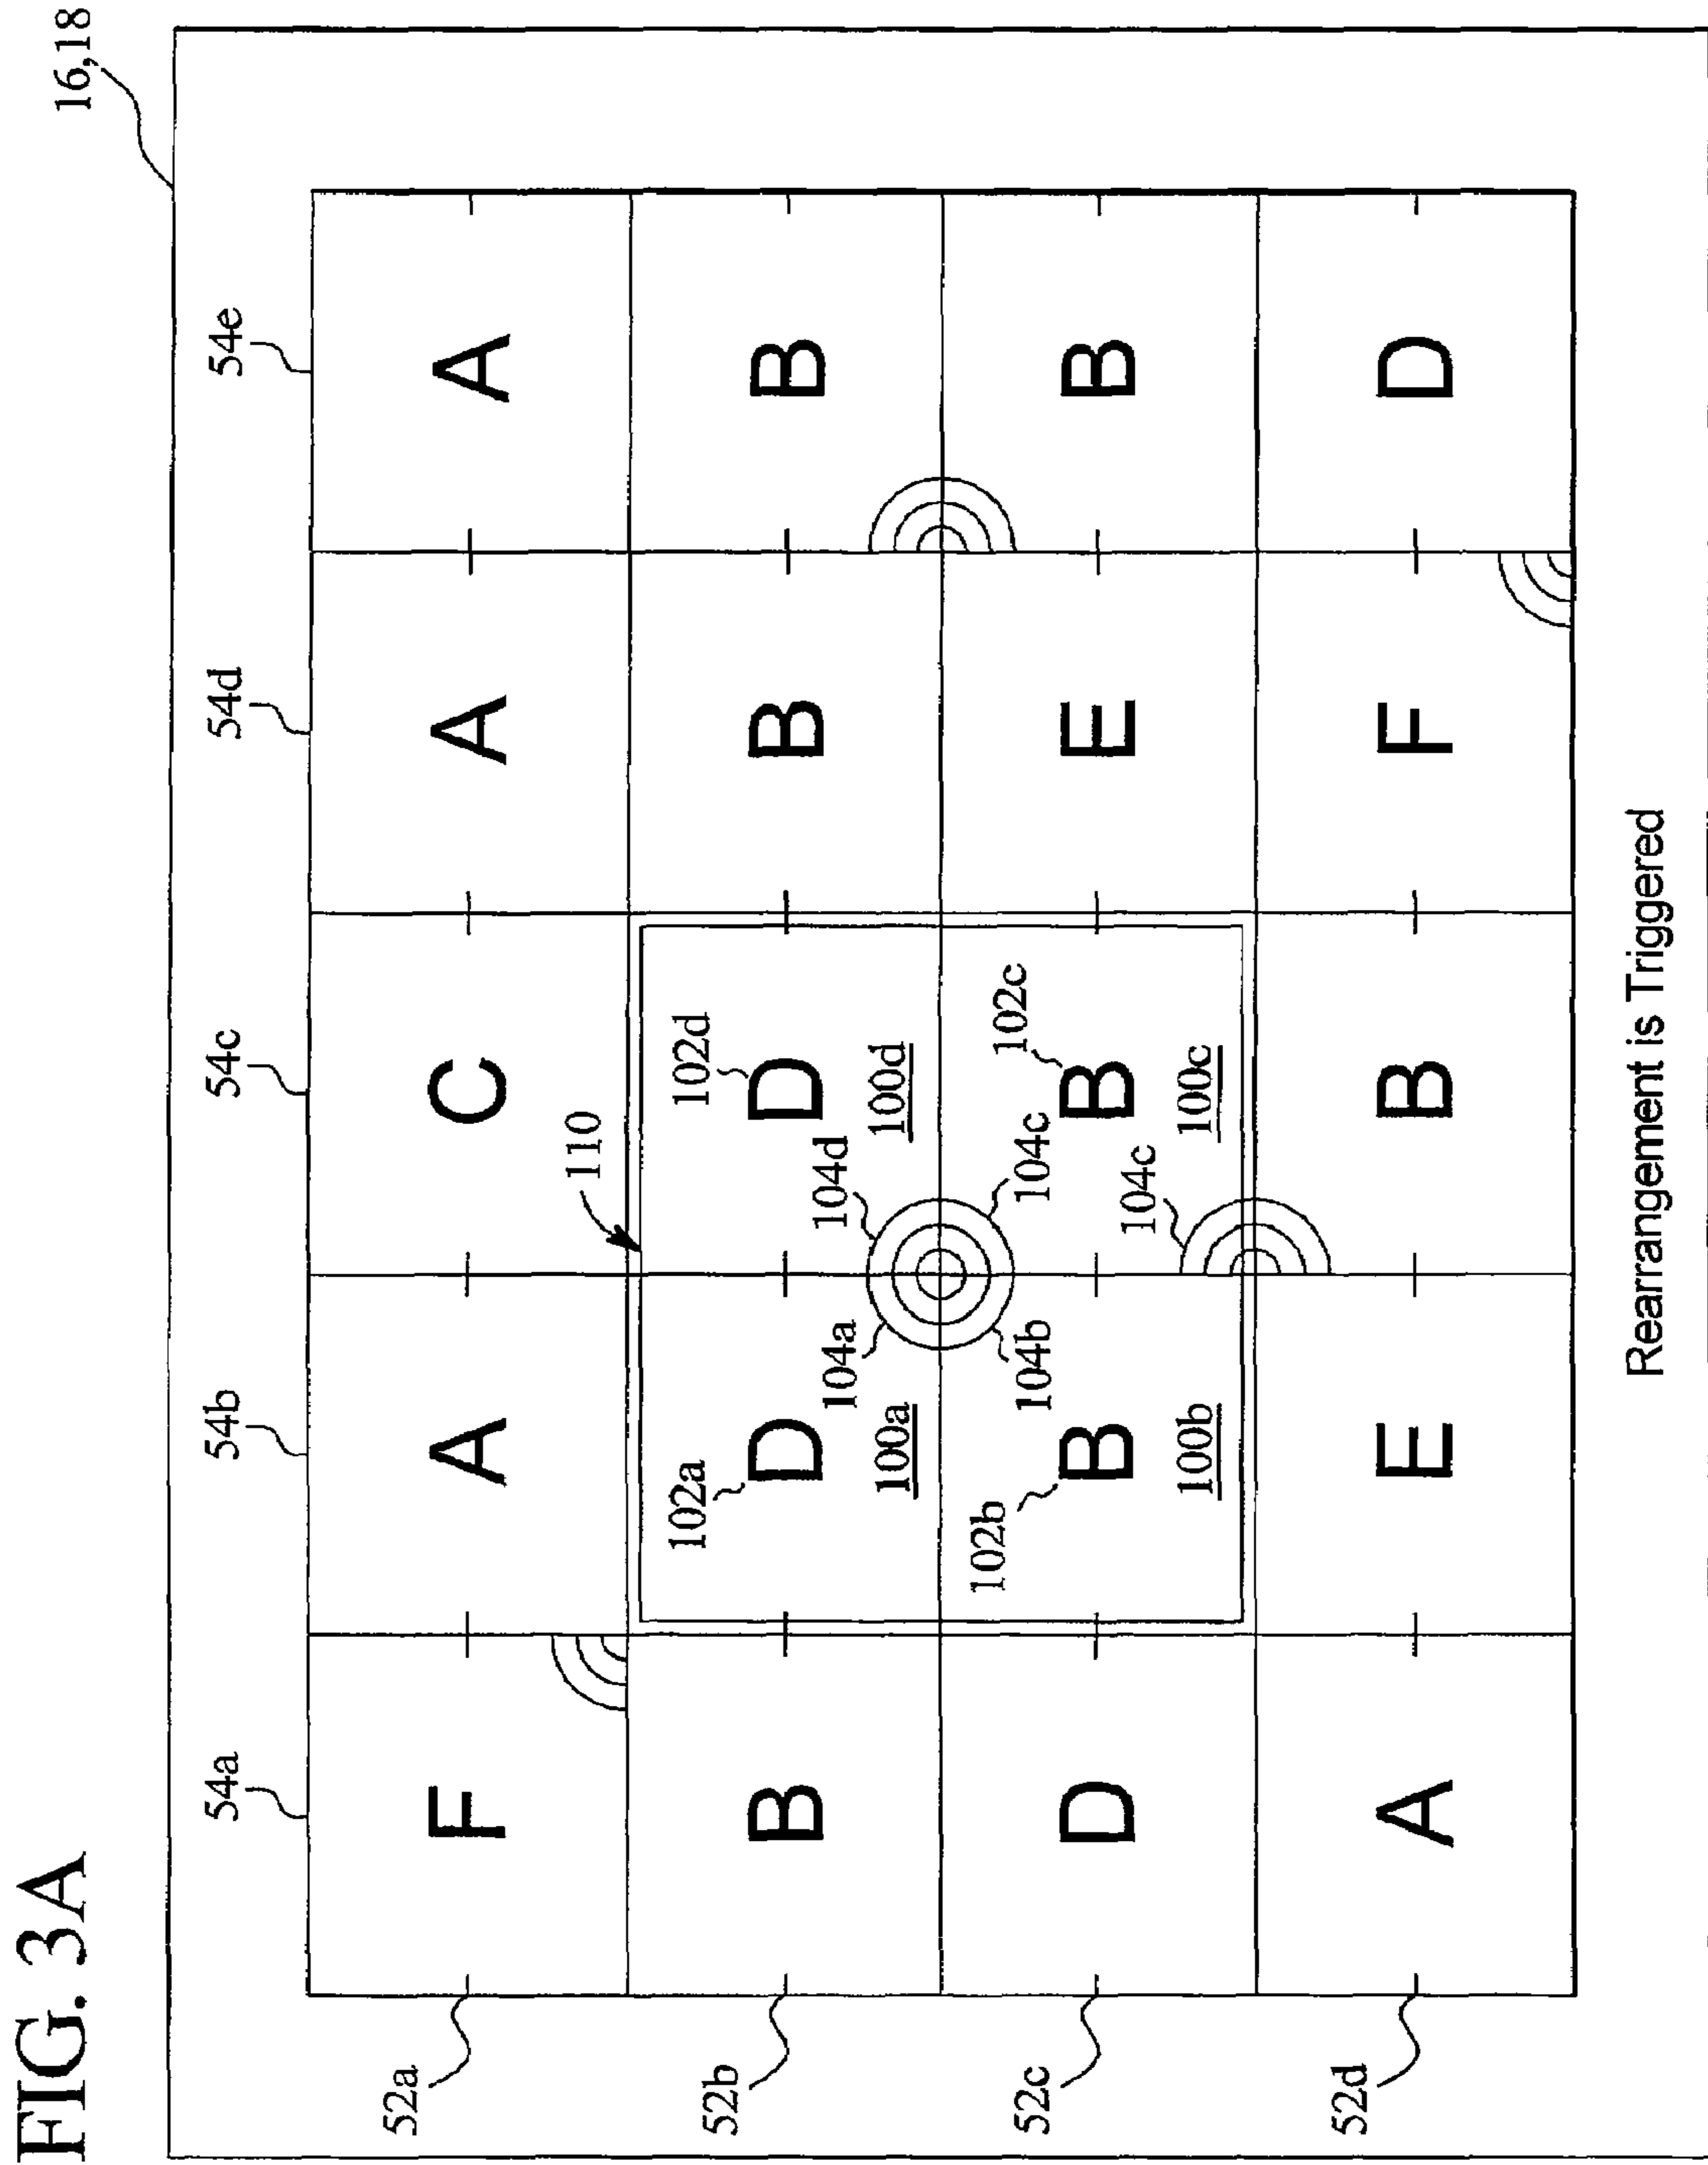 FIG. 3A
16,18
54a 54b 54c 54d 54e
52a F A C A A
110
102a 102d
52b B D D B B
100a 104a 104d 100d
102b 104b 104c 102c
52c D B B E B
100b 104c 100c
52d A E B F D
Rearrangement is Triggered